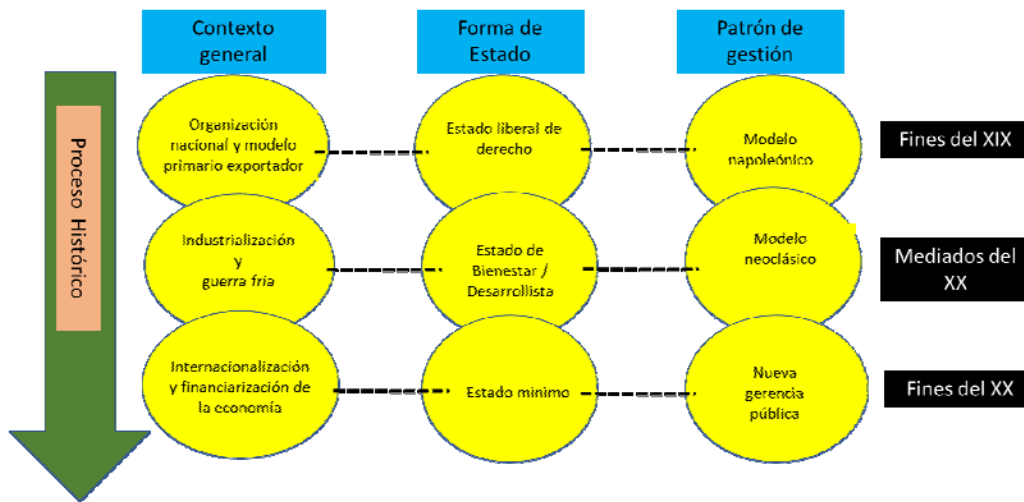 Contexto
general
Forma de
Estado
Patrón de
gestión
Proceso Histórico
Organización
nacional y modelo
primario exportador
Estado liberal de
derecho
Modelo
napoleónico
Fines del XIX
Industrialización
y
guerra fría
Estado de
Bienestar /
Desarrollista
Modelo
neoclásico
Mediados del
XX
Internacionalización
y financiarización de
la economía
Estado mínimo
Nueva
gerencia
pública
Fines del XX